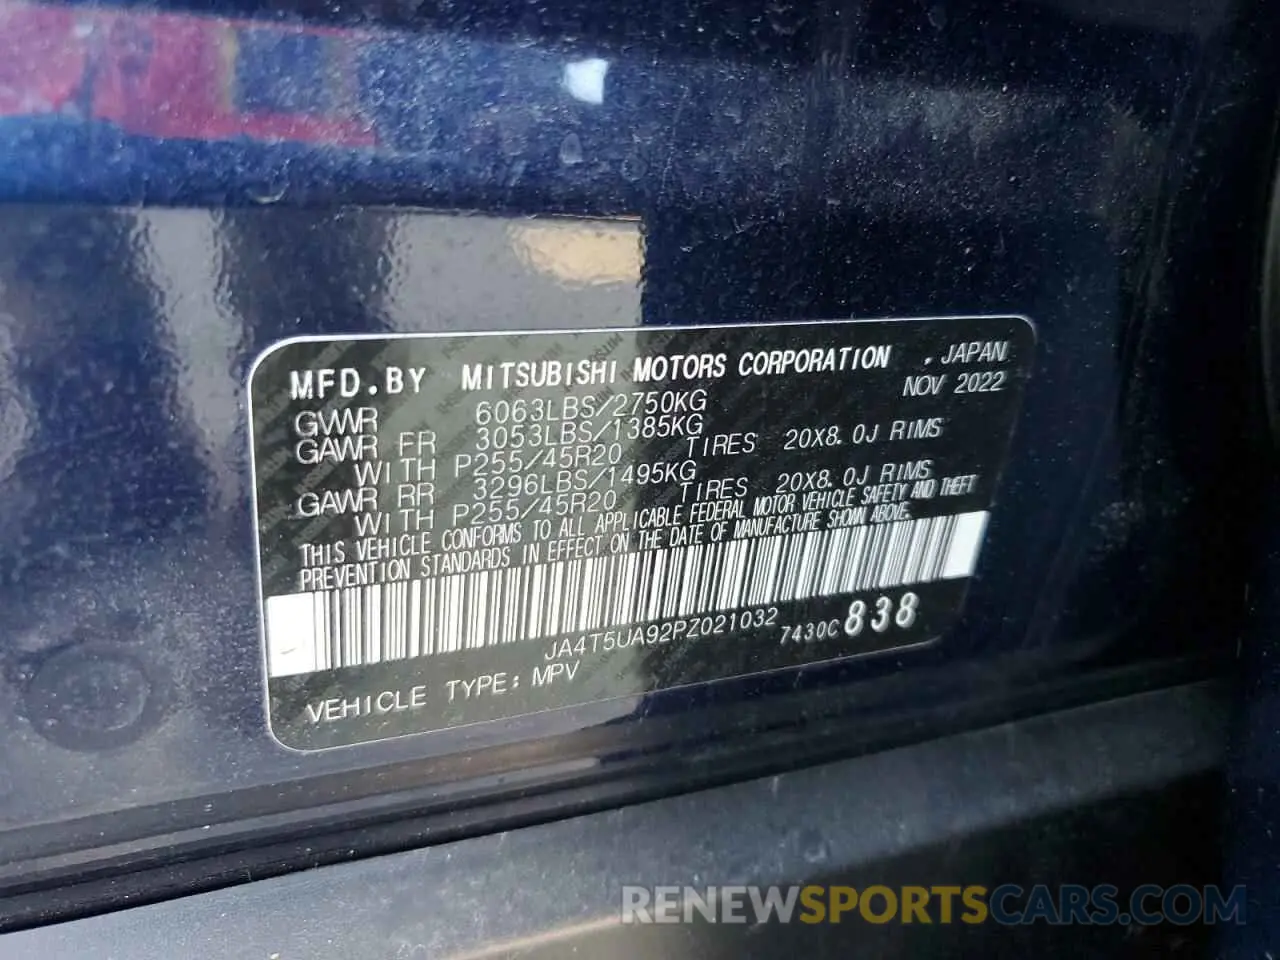 MFD.BY MITSUBISHI MOTORS CORPORATION , JAPAN
NOV 2022
GVWR 6063LBS/2750KG
GAWR FR 3053LBS/1385KG
WITH P255/45R20 TIRES 20X8.0J RIMS
GAWR RR 3296LBS/1495KG
WITH P255/45R20 TIRES 20X8.0J RIMS
THIS VEHICLE CONFORMS TO ALL APPLICABLE FEDERAL MOTOR VEHICLE SAFETY AND THEFT
PREVENTION STANDARDS IN EFFECT ON THE DATE OF MANUFACTURE SHOWN ABOVE.
JA4T5UA92PZ021032 7430C 838
VEHICLE TYPE: MPV
RENEWSPORTSCARS.COM